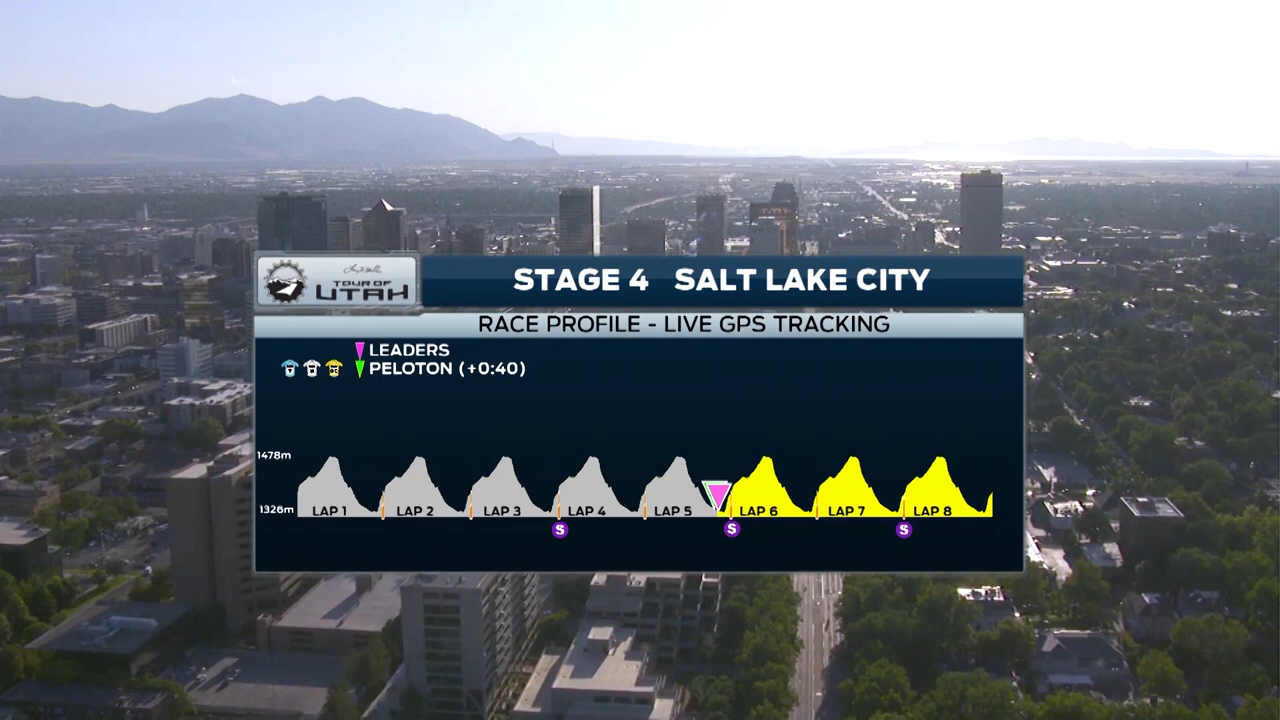 STAGE 4 SALT LAKE CITY
TOUR OF
UTAH
RACE PROFILE - LIVE GPS TRACKING
LEADERS
PELOTON (+0:40)
1478m
1326m
LAP 1 LAP 2 LAP 3 LAP 4 LAP 5 LAP 6 LAP 7 LAP 8
S S S